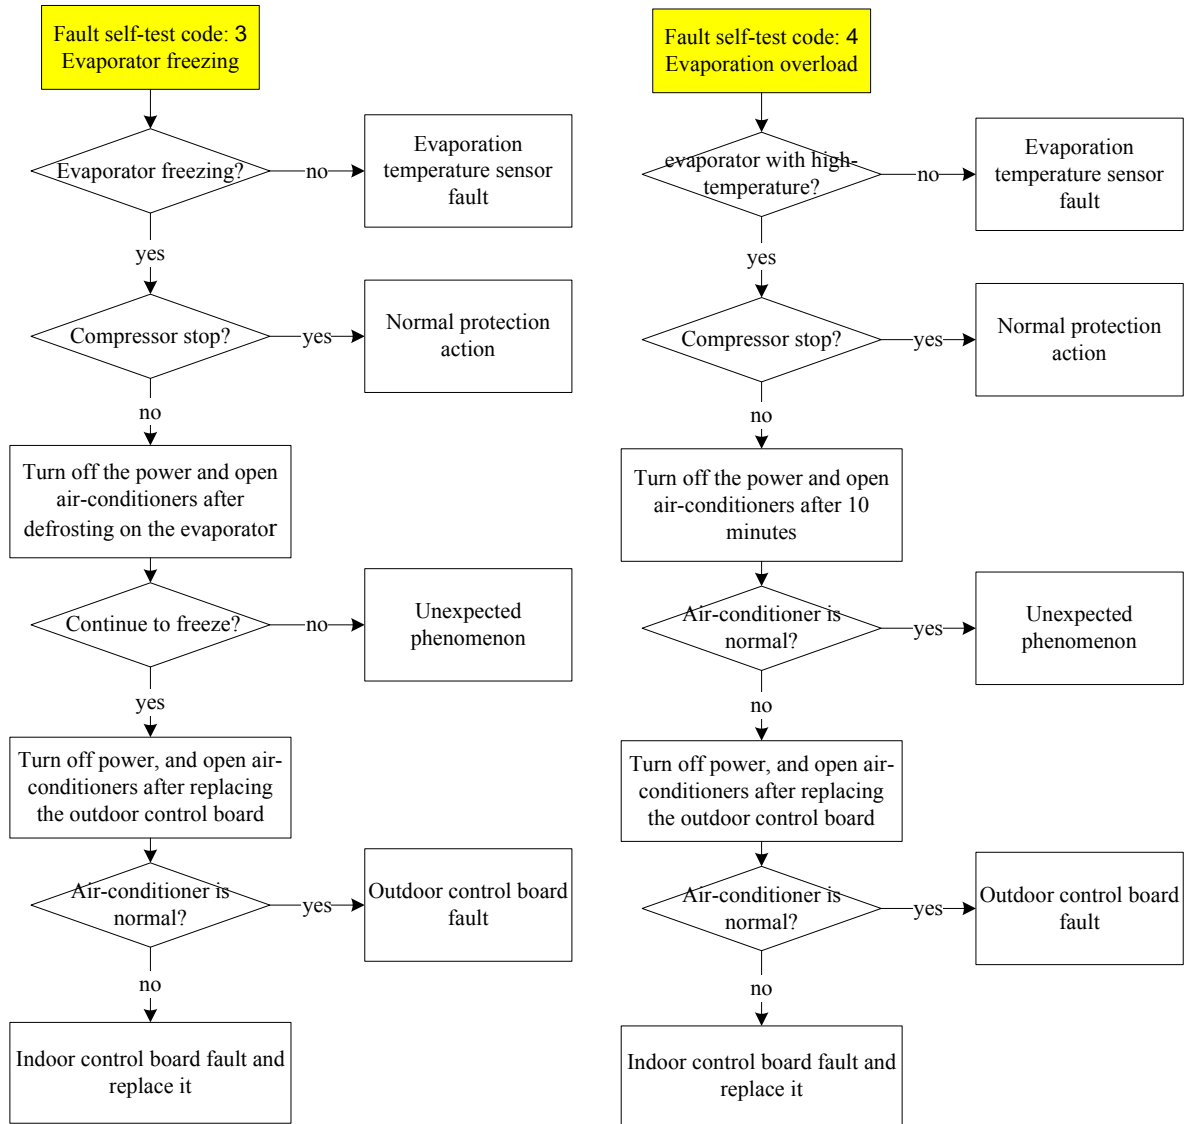 Fault self-test code: 3
Evaporator freezing
Evaporator freezing?
no
Evaporation
temperature sensor
fault
yes
Compressor stop?
yes
Normal protection
action
no
Turn off the power and open
air-conditioners after
defrosting on the evaporator
Continue to freeze?
no
Unexpected
phenomenon
yes
Turn off power, and open air-
conditioners after replacing
the outdoor control board
Air-conditioner is
normal?
yes
Outdoor control board
fault
no
Indoor control board fault and
replace it
Fault self-test code: 4
Evaporation overload
evaporator with high-
temperature?
no
Evaporation
temperature sensor
fault
yes
Compressor stop?
yes
Normal protection
action
no
Turn off the power and open
air-conditioners after 10
minutes
Air-conditioner is
normal?
yes
Unexpected
phenomenon
no
Turn off power, and open air-
conditioners after replacing
the outdoor control board
Air-conditioner is
normal?
yes
Outdoor control board
fault
no
Indoor control board fault and
replace it